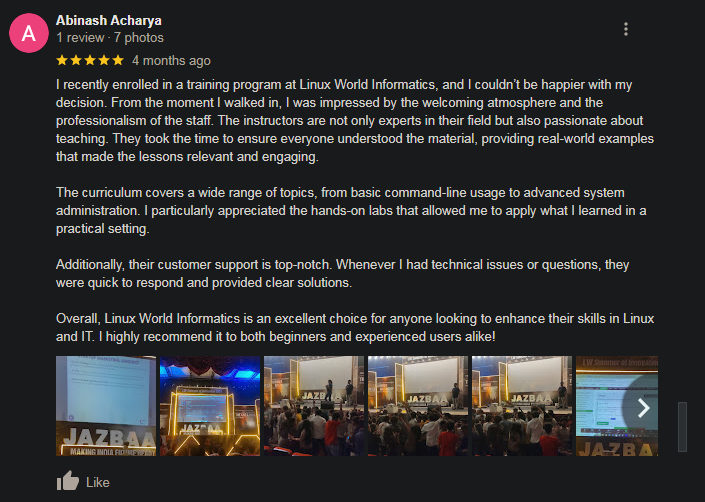 A
Abinash Acharya
1 review · 7 photos
4 months ago
I recently enrolled in a training program at Linux World Informatics, and I couldn't be happier with my
decision. From the moment I walked in, I was impressed by the welcoming atmosphere and the
professionalism of the staff. The instructors are not only experts in their field but also passionate about
teaching. They took the time to ensure everyone understood the material, providing real-world examples
that made the lessons relevant and engaging.
The curriculum covers a wide range of topics, from basic command-line usage to advanced system
administration. I particularly appreciated the hands-on labs that allowed me to apply what I learned in a
practical setting.
Additionally, their customer support is top-notch. Whenever I had technical issues or questions, they
were quick to respond and provided clear solutions.
Overall, Linux World Informatics is an excellent choice for anyone looking to enhance their skills in Linux
and IT. I highly recommend it to both beginners and experienced users alike!
JAZBAA
MAKING INDIA FUTURE READY
JAZBAA
JAZBAA
JAZBAA
JAZBAA
JAZBA
Like